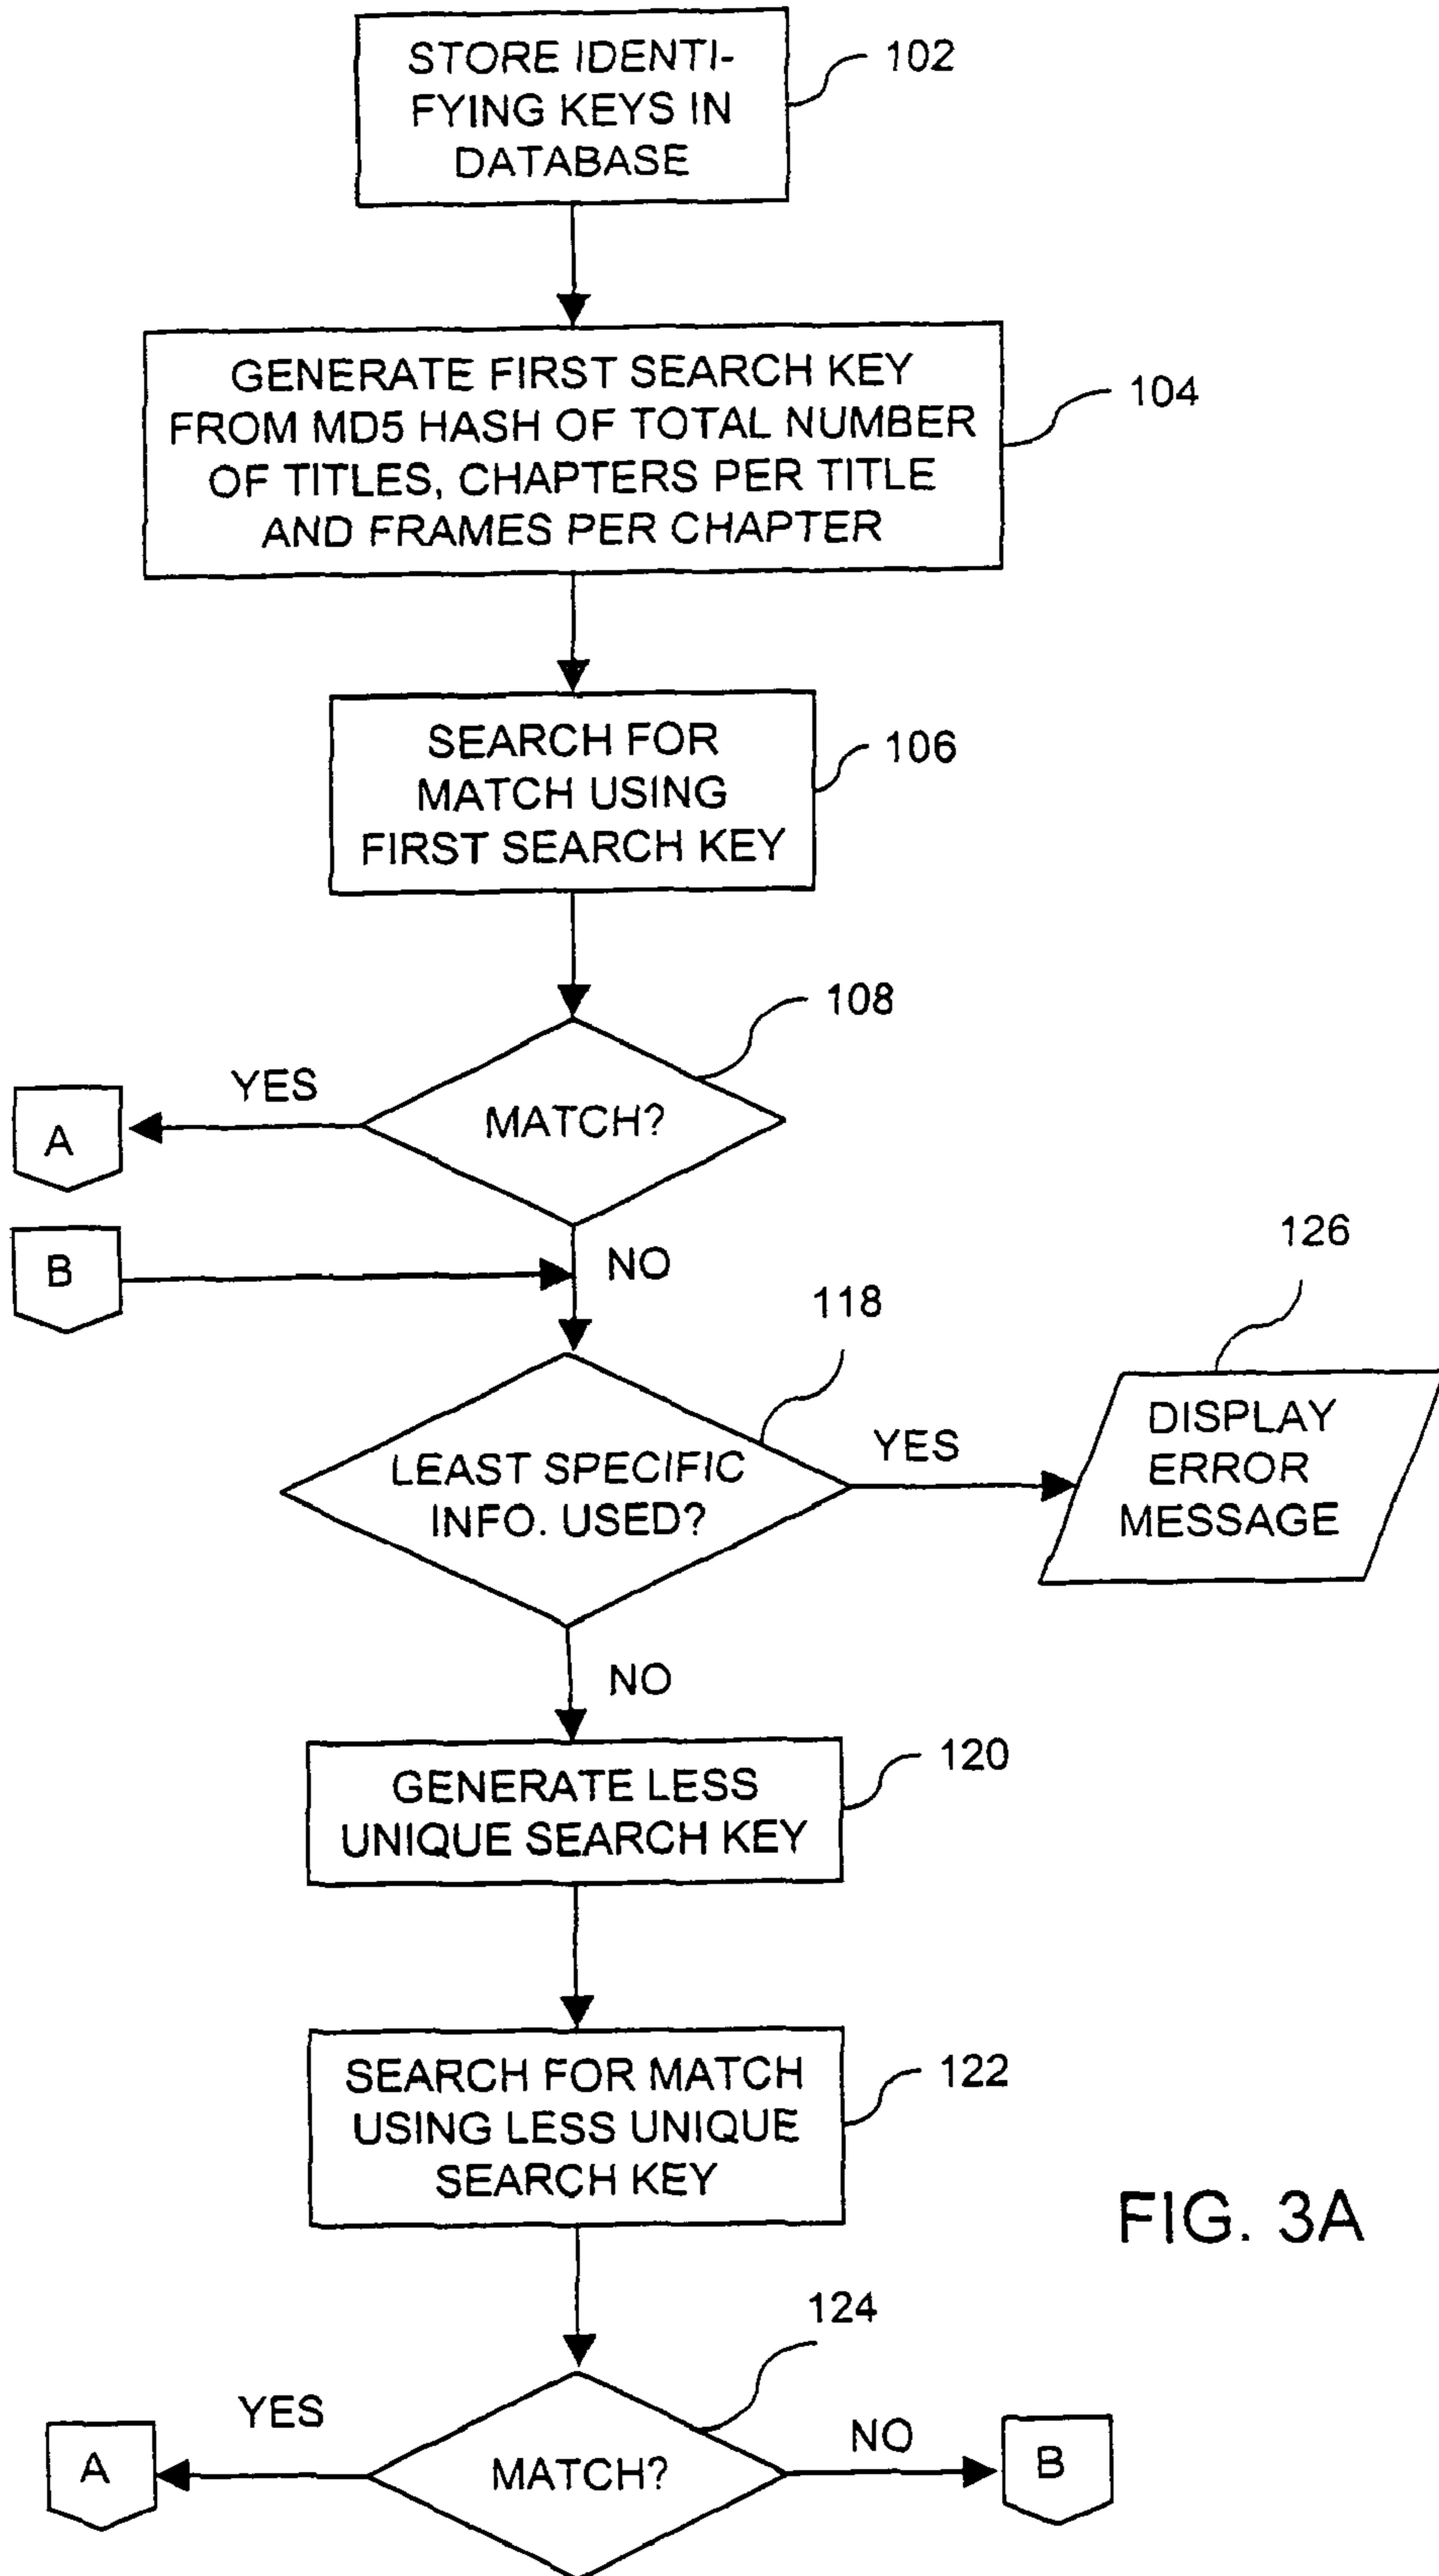 STORE IDENTI-
FYING KEYS IN
DATABASE
102
GENERATE FIRST SEARCH KEY
FROM MD5 HASH OF TOTAL NUMBER
OF TITLES, CHAPTERS PER TITLE
AND FRAMES PER CHAPTER
104
SEARCH FOR
MATCH USING
FIRST SEARCH KEY
106
108
YES
MATCH?
A
B
NO
126
118
LEAST SPECIFIC
INFO. USED?
YES
DISPLAY
ERROR
MESSAGE
NO
GENERATE LESS
UNIQUE SEARCH KEY
120
SEARCH FOR MATCH
USING LESS UNIQUE
SEARCH KEY
122
FIG. 3A
124
YES
A
MATCH?
NO
B